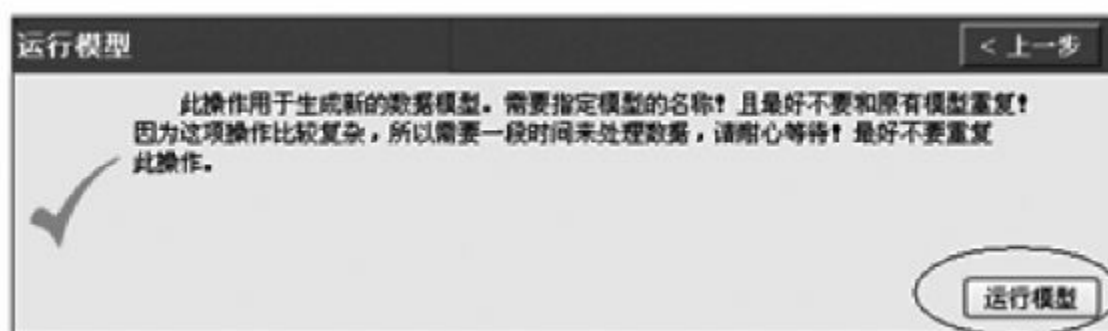 运行模型
< 上一步
此操作用于生成新的数据模型。需要指定模型的名称！且最好不要和原有模型重复！
因为这项操作比较复杂，所以需要一段时间来处理数据，请耐心等待！最好不要重复
此操作。
运行模型